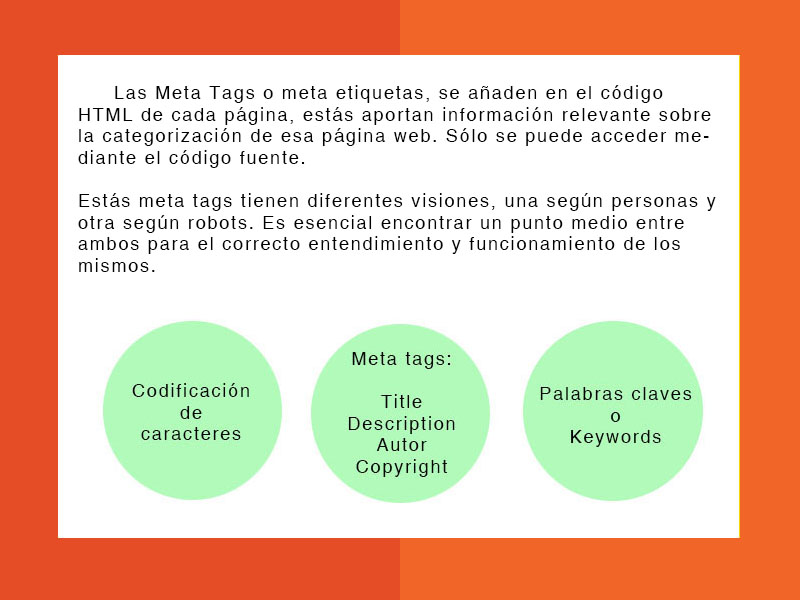 Las Meta Tags o meta etiquetas, se añaden en el código
HTML de cada página, estás aportan información relevante sobre
la categorización de esa página web. Sólo se puede acceder me-
diante el código fuente.
Estás meta tags tienen diferentes visiones, una según personas y
otra según robots. Es esencial encontrar un punto medio entre
ambos para el correcto entendimiento y funcionamiento de los
mismos.
Codificación
de
caracteres
Meta tags:
Title
Description
Autor
Copyright
Palabras claves
o
Keywords